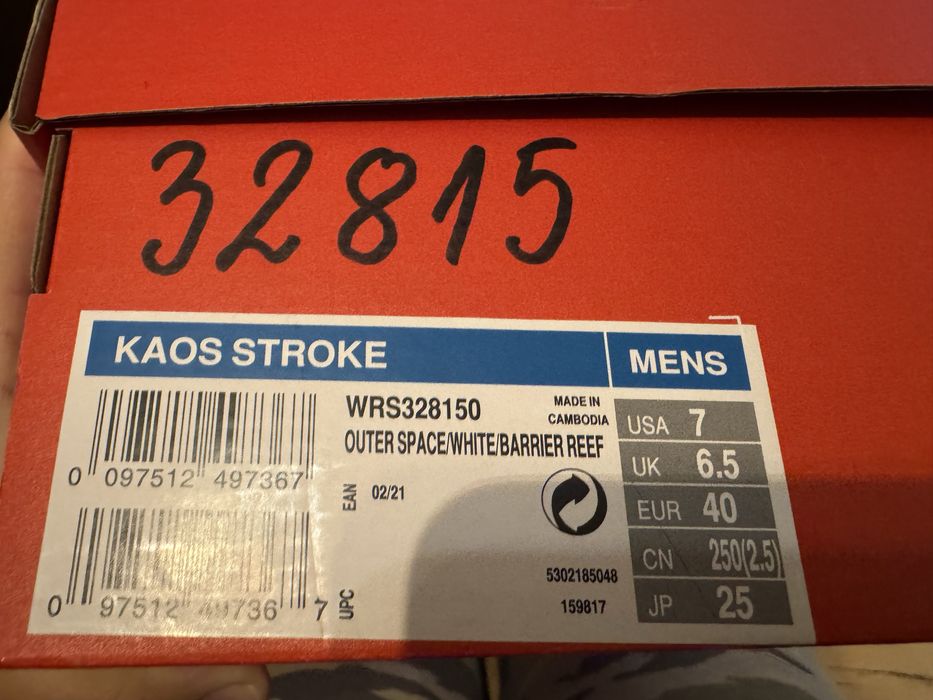 32815
KAOS STROKE
MENS
WRS328150
MADE IN
CAMBODIA
OUTER SPACE/WHITE/BARRIER REEF
0 097512 497367
EAN 02/21
USA 7
UK 6.5
EUR 40
CN 250(2.5)
JP 25
5302185048
159817
0 97512 49736 7
UPC